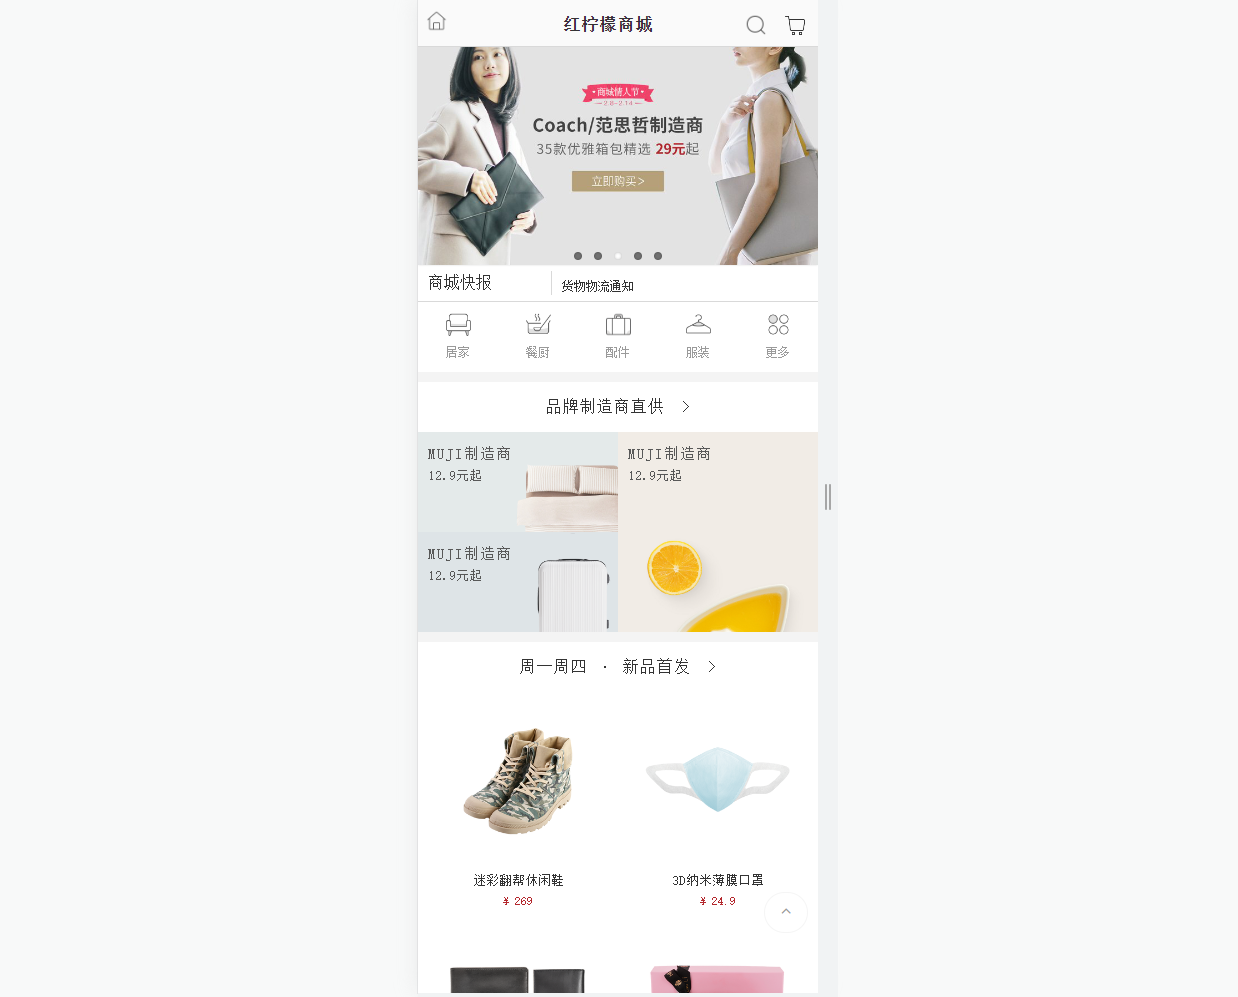 红柠檬商城
•商城情人节•
2.8-2.14
Coach/范思哲制造商
35款优雅箱包精选 29元起
立即购买>
商城快报
货物物流通知
居家
餐厨
配件
服装
更多
品牌制造商直供
MUJI制造商
12.9元起
MUJI制造商
12.9元起
MUJI制造商
12.9元起
周一周四 · 新品首发
迷彩翻帮休闲鞋
¥ 269
3D纳米薄膜口罩
¥ 24.9